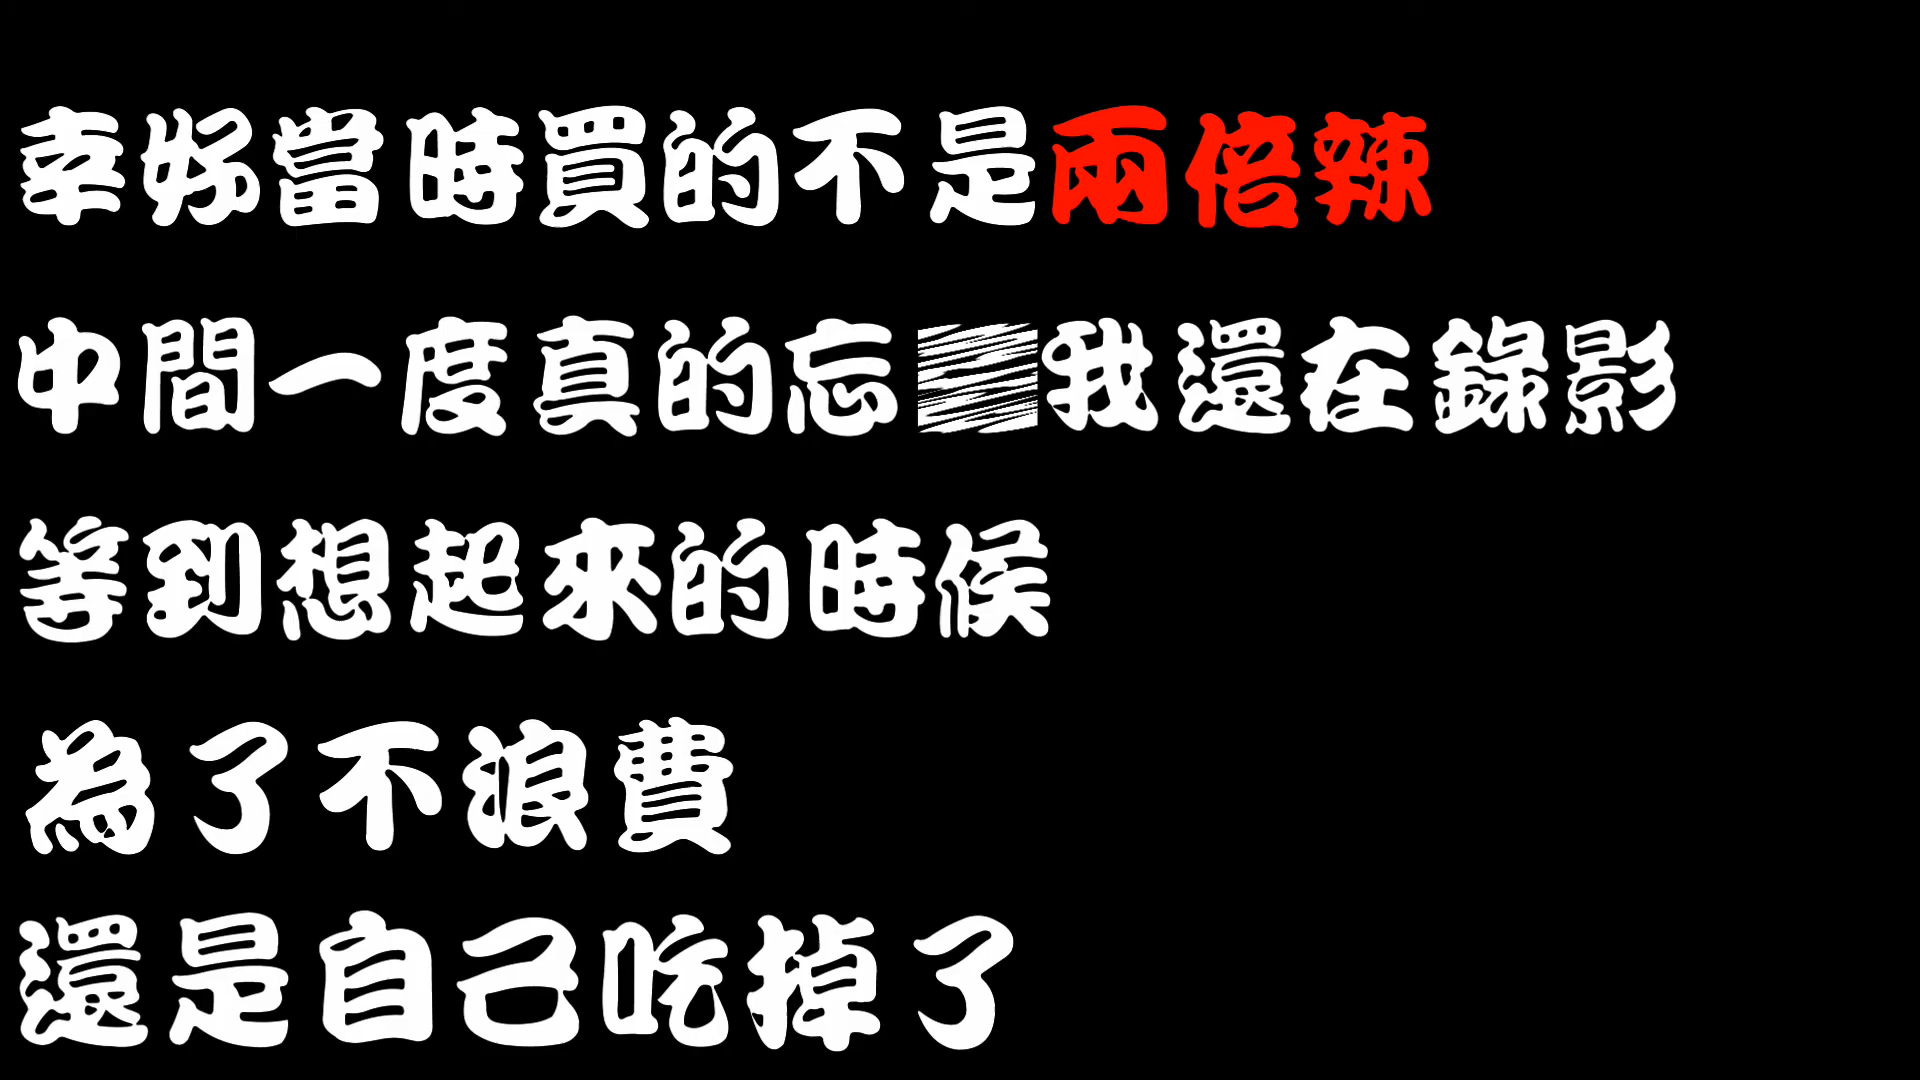 幸好當時買的不是兩倍辣
中間一度真的忘我還在錄影
等到想起來的時候
為了不浪費
還是自己吃掉了